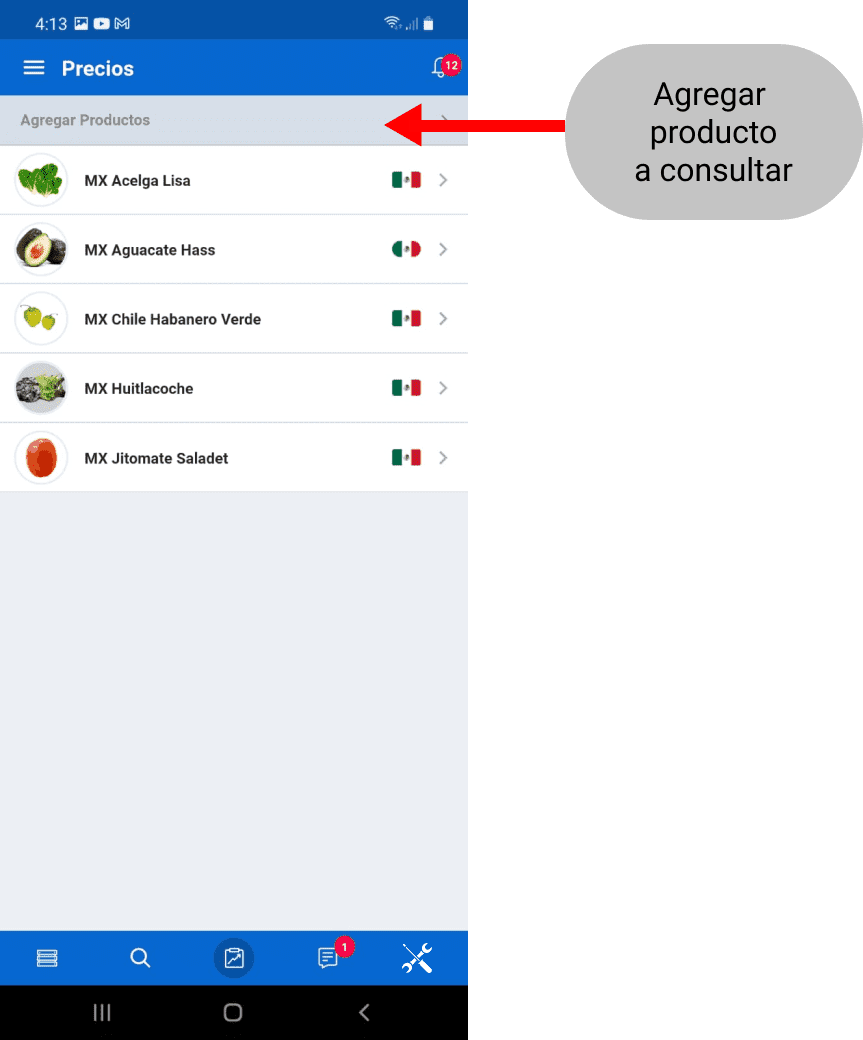 4:13
Precios
12
Agregar Productos
MX Acelga Lisa
MX Aguacate Hass
MX Chile Habanero Verde
MX Huitlacoche
MX Jitomate Saladet
1
Agregar
producto
a consultar